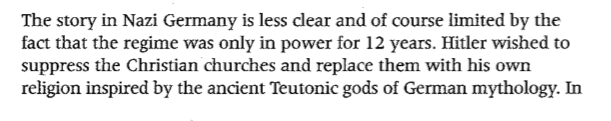 The story in Nazi Germany is less clear and of course limited by the
fact that the regime was only in power for 12 years. Hitler wished to
suppress the Christian churches and replace them with his own
religion inspired by the ancient Teutonic gods of German mythology. In